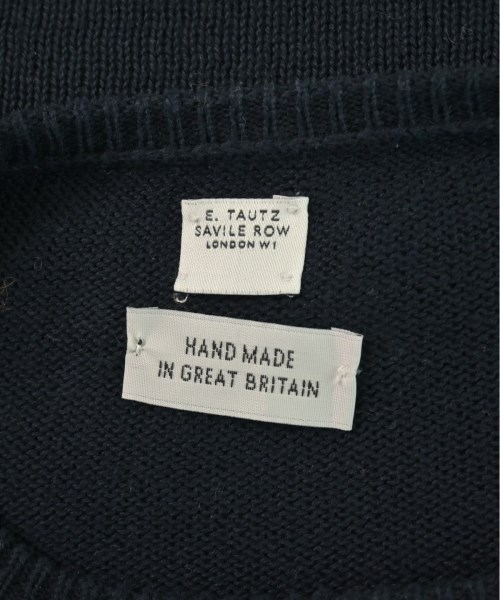 E. TAUTZ
SAVILE ROW
LONDON W1
HAND MADE
IN GREAT BRITAIN